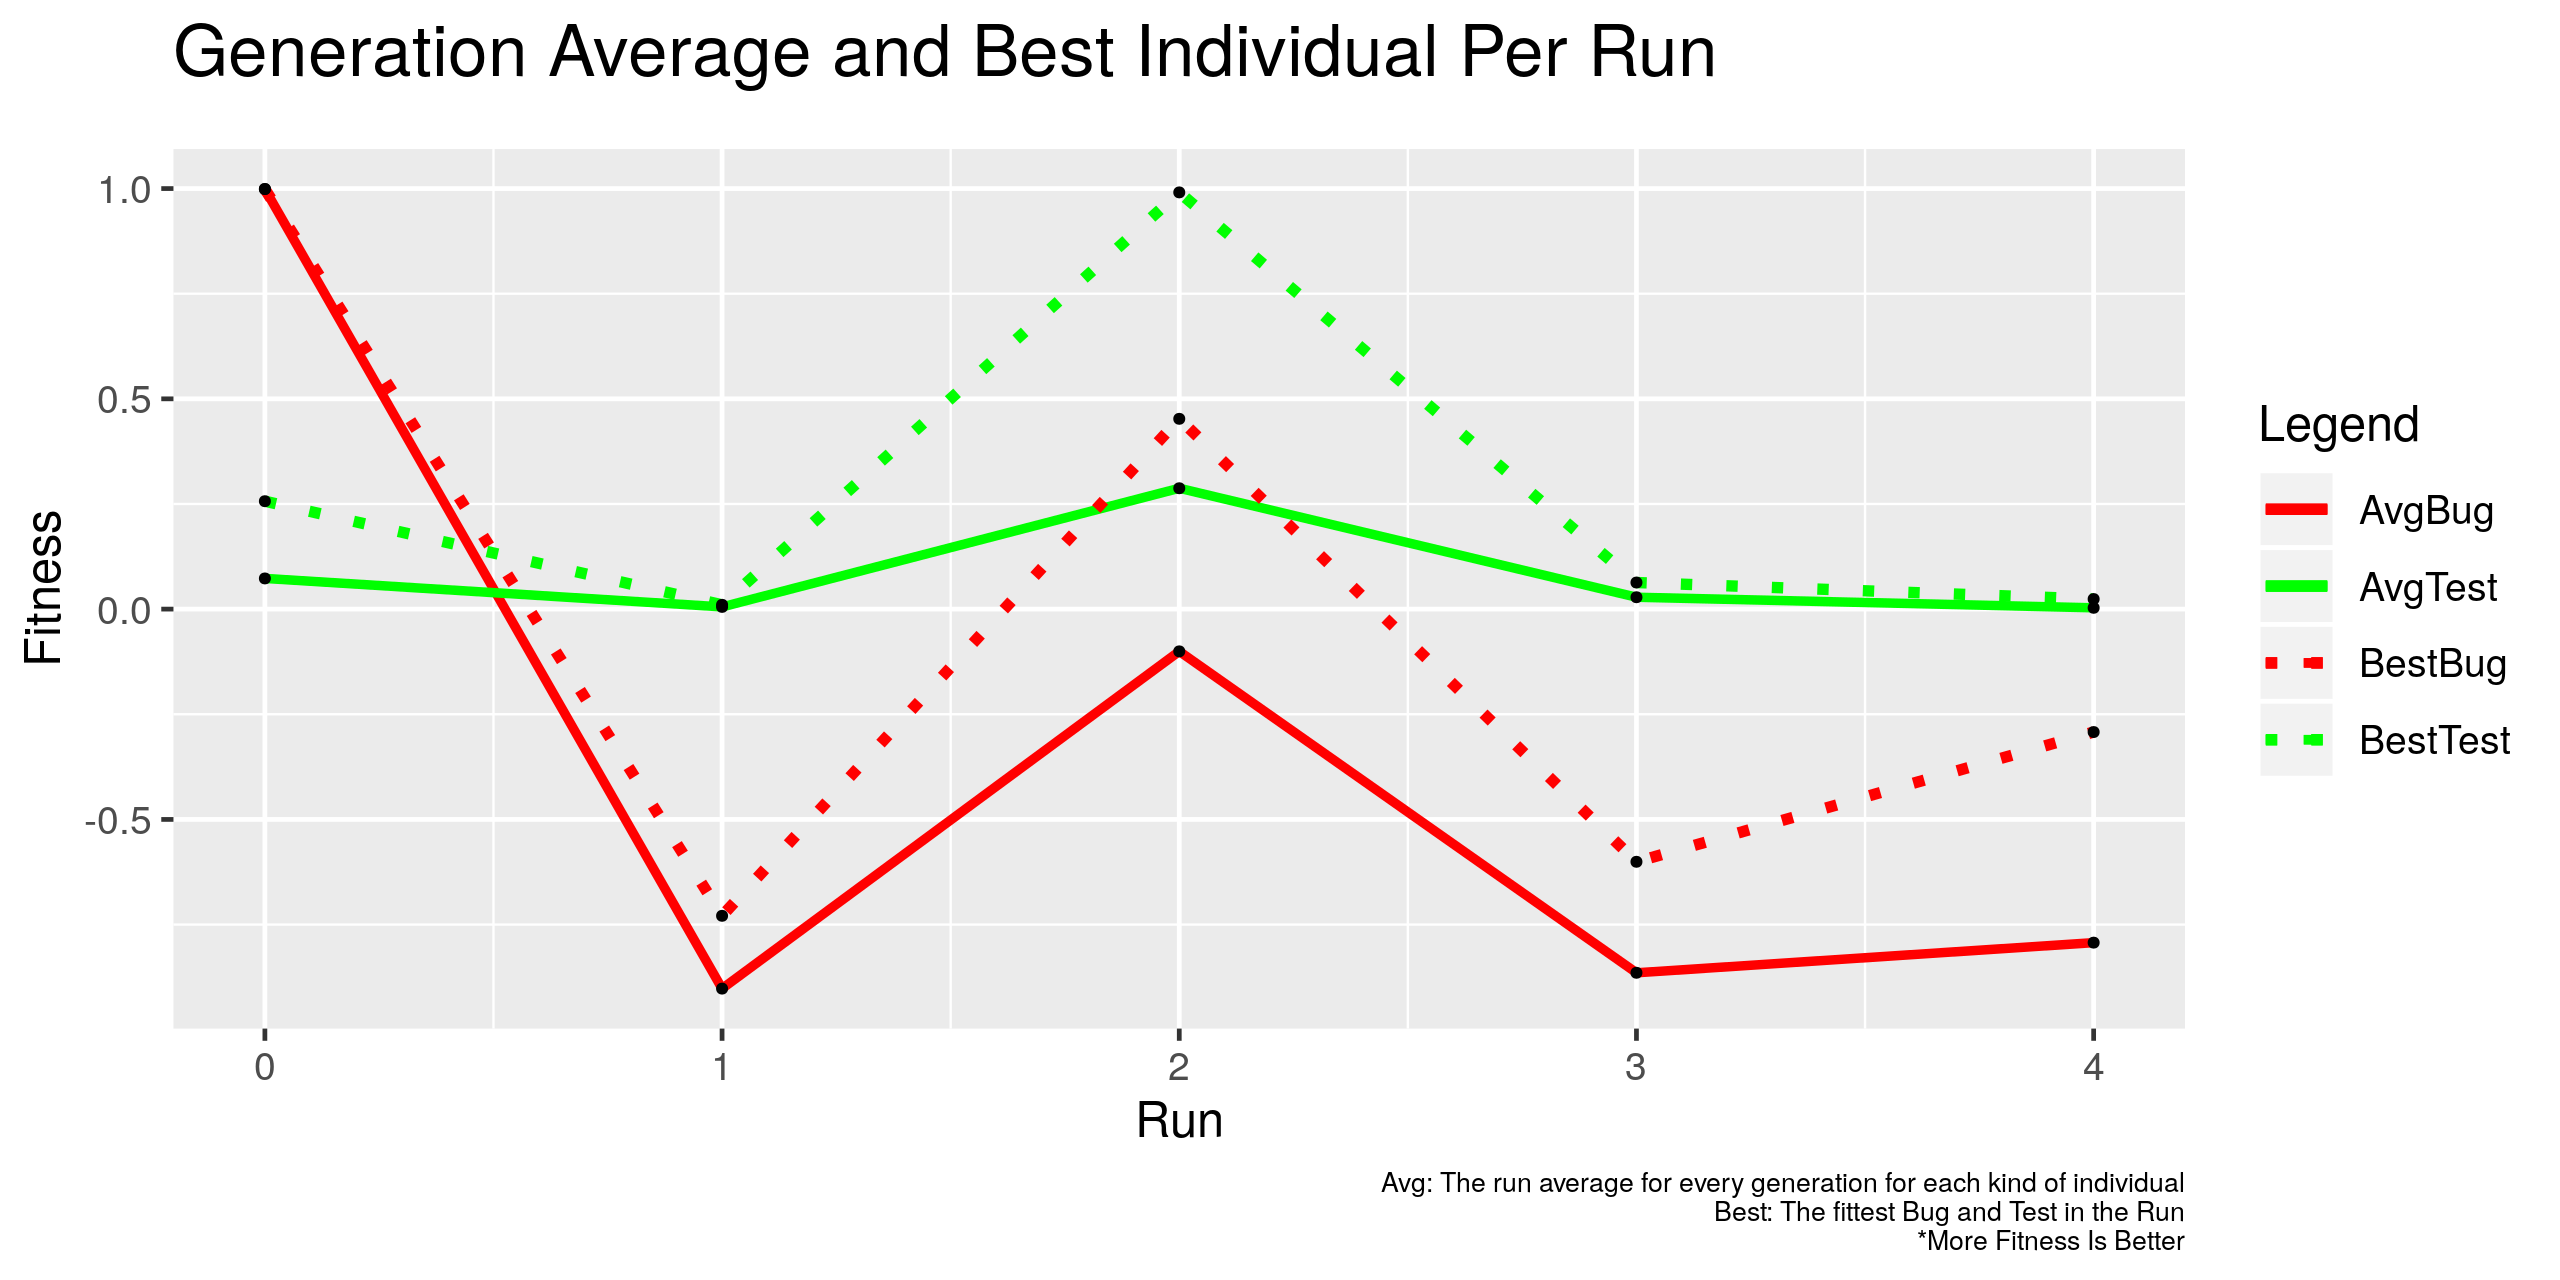 Generation Average and Best Individual Per Run
1.0
0.5
0.0
-0.5
Fitness
0 1 2 3 4
Run
Legend
AvgBug
AvgTest
BestBug
BestTest
Avg: The run average for every generation for each kind of individual
Best: The fittest Bug and Test in the Run
*More Fitness Is Better